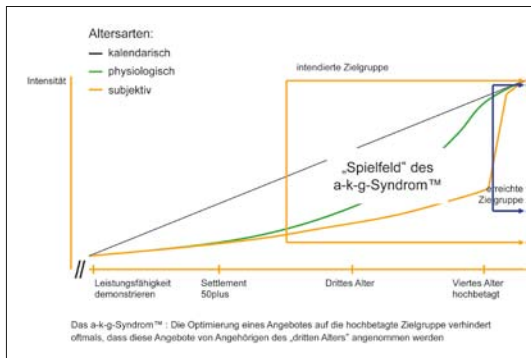 Altersarten:
kalendarisch
physiologisch
subjektiv
Intensität
intendierte Zielgruppe
„Spielfeld” des
a-k-g-Syndrom™
erreichte
Zielgruppe
Leistungsfähigkeit
demonstrieren
Settlement
50plus
Drittes Alter
Viertes Alter
hochbetagt
Das a-k-g-Syndrom™ : Die Optimierung eines Angebotes auf die hochbetagte Zielgruppe verhindert
oftmals, dass diese Angebote von Angehörigen des „dritten Alters” angenommen werden